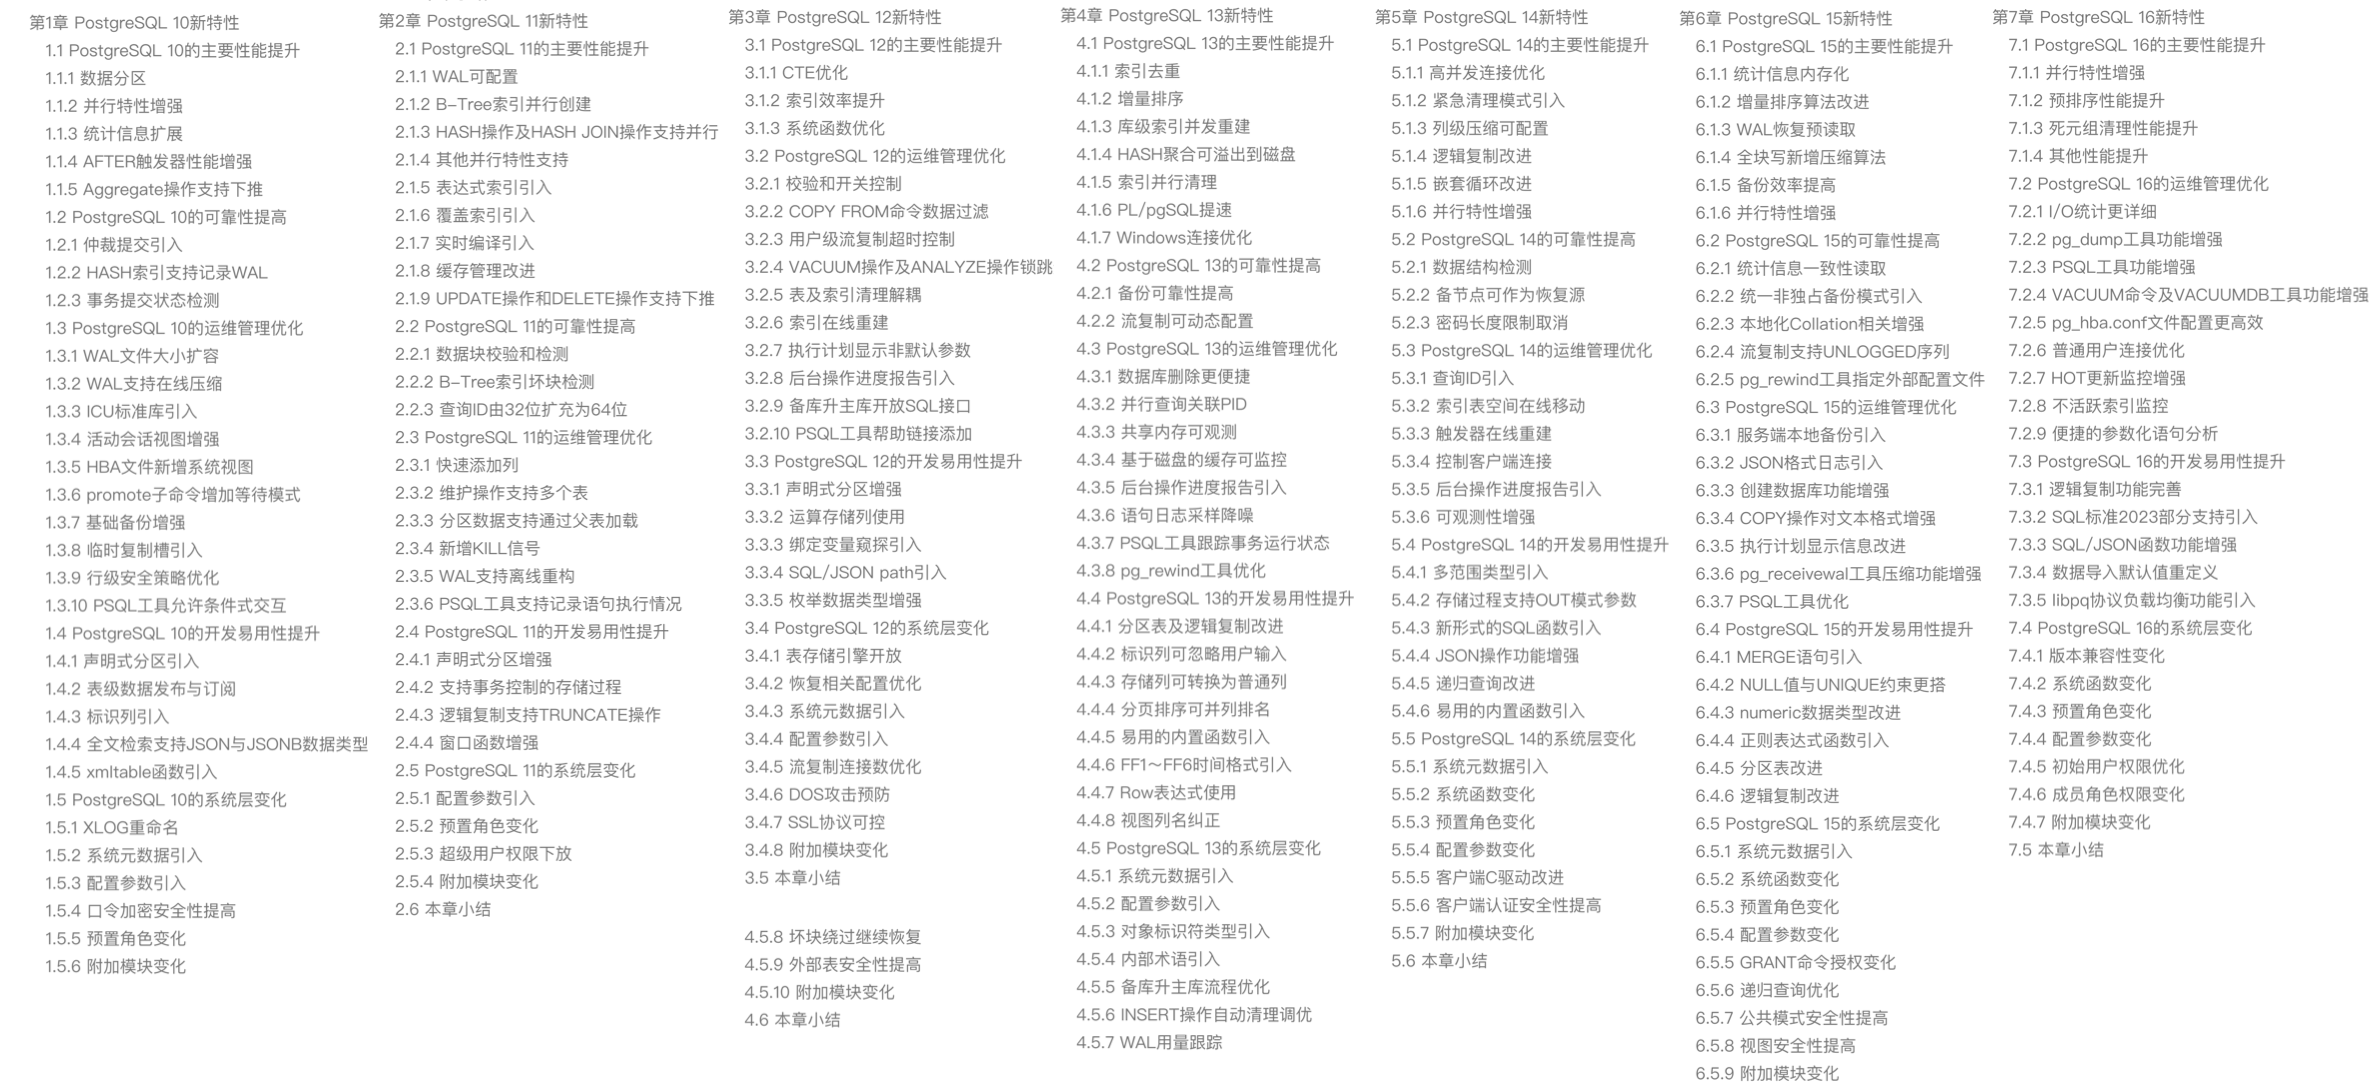 第1章 PostgreSQL 10新特性
1.1 PostgreSQL 10的主要性能提升
1.1.1 数据分区
1.1.2 并行特性增强
1.1.3 统计信息扩展
1.1.4 AFTER触发器性能增强
1.1.5 Aggregate操作支持下推
1.2 PostgreSQL 10的可靠性提高
1.2.1 仲裁提交引入
1.2.2 HASH索引支持记录WAL
1.2.3 事务提交状态检测
1.3 PostgreSQL 10的运维管理优化
1.3.1 WAL文件大小扩容
1.3.2 WAL支持在线压缩
1.3.3 ICU标准库引入
1.3.4 活动会话视图增强
1.3.5 HBA文件新增系统视图
1.3.6 promote子命令增加等待模式
1.3.7 基础备份增强
1.3.8 临时复制槽引入
1.3.9 行级安全策略优化
1.3.10 PSQL工具允许条件式交互
1.4 PostgreSQL 10的开发易用性提升
1.4.1 声明式分区引入
1.4.2 表级数据发布与订阅
1.4.3 标识列引入
1.4.4 全文检索支持JSON与JSONB数据类型
1.4.5 xmltable函数引入
1.5 PostgreSQL 10的系统层变化
1.5.1 XLOG重命名
1.5.2 系统元数据引入
1.5.3 配置参数引入
1.5.4 口令加密安全性提高
1.5.5 预置角色变化
1.5.6 附加模块变化
第2章 PostgreSQL 11新特性
2.1 PostgreSQL 11的主要性能提升
2.1.1 WAL可配置
2.1.2 B-Tree索引并行创建
2.1.3 HASH操作及HASH JOIN操作支持并行
2.1.4 其他并行特性支持
2.1.5 表达式索引引入
2.1.6 覆盖索引引入
2.1.7 实时编译引入
2.1.8 缓存管理改进
2.1.9 UPDATE操作和DELETE操作支持下推
2.2 PostgreSQL 11的可靠性提高
2.2.1 数据块校验和检测
2.2.2 B-Tree索引坏块检测
2.2.3 查询ID由32位扩充为64位
2.3 PostgreSQL 11的运维管理优化
2.3.1 快速添加列
2.3.2 维护操作支持多个表
2.3.3 分区数据支持通过父表加载
2.3.4 新增KILL信号
2.3.5 WAL支持离线重构
2.3.6 PSQL工具支持记录语句执行情况
2.4 PostgreSQL 11的开发易用性提升
2.4.1 声明式分区增强
2.4.2 支持事务控制的存储过程
2.4.3 逻辑复制支持TRUNCATE操作
2.4.4 窗口函数增强
2.5 PostgreSQL 11的系统层变化
2.5.1 配置参数引入
2.5.2 预置角色变化
2.5.3 超级用户权限下放
2.5.4 附加模块变化
2.6 本章小结
第3章 PostgreSQL 12新特性
3.1 PostgreSQL 12的主要性能提升
3.1.1 CTE优化
3.1.2 索引效率提升
3.1.3 系统函数优化
3.2 PostgreSQL 12的运维管理优化
3.2.1 校验和开关控制
3.2.2 COPY FROM命令数据过滤
3.2.3 用户级流复制超时控制
3.2.4 VACUUM操作及ANALYZE操作锁跳
3.2.5 表及索引清理解耦
3.2.6 索引在线重建
3.2.7 执行计划显示非默认参数
3.2.8 后台操作进度报告引入
3.2.9 备库升主库开放SQL接口
3.2.10 PSQL工具帮助链接添加
3.3 PostgreSQL 12的开发易用性提升
3.3.1 声明式分区增强
3.3.2 运算存储列使用
3.3.3 绑定变量窥探引入
3.3.4 SQL/JSON path引入
3.3.5 枚举数据类型增强
3.4 PostgreSQL 12的系统层变化
3.4.1 表存储引擎开放
3.4.2 恢复相关配置优化
3.4.3 系统元数据引入
3.4.4 配置参数引入
3.4.5 流复制连接数优化
3.4.6 DOS攻击预防
3.4.7 SSL协议可控
3.4.8 附加模块变化
3.5 本章小结
第4章 PostgreSQL 13新特性
4.1 PostgreSQL 13的主要性能提升
4.1.1 索引去重
4.1.2 增量排序
4.1.3 库级索引并发重建
4.1.4 HASH聚合可溢出到磁盘
4.1.5 索引并行清理
4.1.6 PL/pgSQL提速
4.1.7 Windows连接优化
4.2 PostgreSQL 13的可靠性提高
4.2.1 备份可靠性提高
4.2.2 流复制可动态配置
4.3 PostgreSQL 13的运维管理优化
4.3.1 数据库删除更便捷
4.3.2 并行查询关联PID
4.3.3 共享内存可观测
4.3.4 基于磁盘的缓存可监控
4.3.5 后台操作进度报告引入
4.3.6 语句日志采样降噪
4.3.7 PSQL工具跟踪事务运行状态
4.3.8 pg_rewind工具优化
4.4 PostgreSQL 13的开发易用性提升
4.4.1 分区表及逻辑复制改进
4.4.2 标识列可忽略用户输入
4.4.3 存储列可转换为普通列
4.4.4 分页排序可并列排名
4.4.5 易用的内置函数引入
4.4.6 FF1～FF6时间格式引入
4.4.7 Row表达式使用
4.4.8 视图列名纠正
4.5 PostgreSQL 13的系统层变化
4.5.1 系统元数据引入
4.5.2 配置参数引入
4.5.3 对象标识符类型引入
4.5.4 内部术语引入
4.5.5 备库升主库流程优化
4.5.6 INSERT操作自动清理调优
4.5.7 WAL用量跟踪
4.5.8 坏块绕过继续恢复
4.5.9 外部表安全性提高
4.5.10 附加模块变化
4.6 本章小结
第5章 PostgreSQL 14新特性
5.1 PostgreSQL 14的主要性能提升
5.1.1 高并发连接优化
5.1.2 紧急清理模式引入
5.1.3 列级压缩可配置
5.1.4 逻辑复制改进
5.1.5 嵌套循环改进
5.1.6 并行特性增强
5.2 PostgreSQL 14的可靠性提高
5.2.1 数据结构检测
5.2.2 备节点可作为恢复源
5.2.3 密码长度限制取消
5.3 PostgreSQL 14的运维管理优化
5.3.1 查询ID引入
5.3.2 索引表空间在线移动
5.3.3 触发器在线重建
5.3.4 控制客户端连接
5.3.5 后台操作进度报告引入
5.3.6 可观测性增强
5.4 PostgreSQL 14的开发易用性提升
5.4.1 多范围类型引入
5.4.2 存储过程支持OUT模式参数
5.4.3 新形式的SQL函数引入
5.4.4 JSON操作功能增强
5.4.5 递归查询改进
5.4.6 易用的内置函数引入
5.5 PostgreSQL 14的系统层变化
5.5.1 系统元数据引入
5.5.2 系统函数变化
5.5.3 预置角色变化
5.5.4 配置参数变化
5.5.5 客户端C驱动改进
5.5.6 客户端认证安全性提高
5.5.7 附加模块变化
5.6 本章小结
第6章 PostgreSQL 15新特性
6.1 PostgreSQL 15的主要性能提升
6.1.1 统计信息内存化
6.1.2 增量排序算法改进
6.1.3 WAL恢复预读取
6.1.4 全块写新增压缩算法
6.1.5 备份效率提高
6.1.6 并行特性增强
6.2 PostgreSQL 15的可靠性提高
6.2.1 统计信息一致性读取
6.2.2 统一非独占备份模式引入
6.2.3 本地化Collation相关增强
6.2.4 流复制支持UNLOGGED序列
6.2.5 pg_rewind工具指定外部配置文件
6.3 PostgreSQL 15的运维管理优化
6.3.1 服务端本地备份引入
6.3.2 JSON格式日志引入
6.3.3 创建数据库功能增强
6.3.4 COPY操作对文本格式增强
6.3.5 执行计划显示信息改进
6.3.6 pg_receivewal工具压缩功能增强
6.3.7 PSQL工具优化
6.4 PostgreSQL 15的开发易用性提升
6.4.1 MERGE语句引入
6.4.2 NULL值与UNIQUE约束更搭
6.4.3 numeric数据类型改进
6.4.4 正则表达式函数引入
6.4.5 分区表改进
6.4.6 逻辑复制改进
6.5 PostgreSQL 15的系统层变化
6.5.1 系统元数据引入
6.5.2 系统函数变化
6.5.3 预置角色变化
6.5.4 配置参数变化
6.5.5 GRANT命令授权变化
6.5.6 递归查询优化
6.5.7 公共模式安全性提高
6.5.8 视图安全性提高
6.5.9 附加模块变化
第7章 PostgreSQL 16新特性
7.1 PostgreSQL 16的主要性能提升
7.1.1 并行特性增强
7.1.2 预排序性能提升
7.1.3 死元组清理性能提升
7.1.4 其他性能提升
7.2 PostgreSQL 16的运维管理优化
7.2.1 I/O统计更详细
7.2.2 pg_dump工具功能增强
7.2.3 PSQL工具功能增强
7.2.4 VACUUM命令及VACUUMDB工具功能增强
7.2.5 pg_hba.conf文件配置更高效
7.2.6 普通用户连接优化
7.2.7 HOT更新监控增强
7.2.8 不活跃索引监控
7.2.9 便捷的参数化语句分析
7.3 PostgreSQL 16的开发易用性提升
7.3.1 逻辑复制功能完善
7.3.2 SQL标准2023部分支持引入
7.3.3 SQL/JSON函数功能增强
7.3.4 数据导入默认值重定义
7.3.5 libpq协议负载均衡功能引入
7.4 PostgreSQL 16的系统层变化
7.4.1 版本兼容性变化
7.4.2 系统函数变化
7.4.3 预置角色变化
7.4.4 配置参数变化
7.4.5 初始用户权限优化
7.4.6 成员角色权限变化
7.4.7 附加模块变化
7.5 本章小结